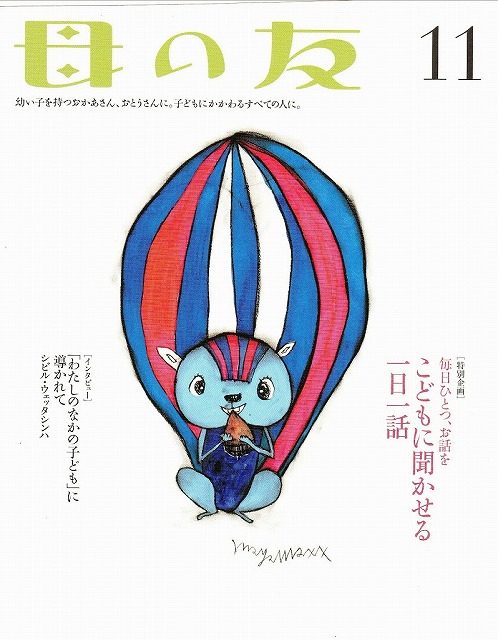 母の友 11
幼い子を持つおかあさん、おとうさんに。子どもにかかわるすべての人に。
[特別企画]
毎日ひとつ、お話を
こどもに聞かせる
一日一話
[インタビュー]
「わたしのなかの子ども」に
導かれて
シビル・ウェッタシンハ
mayamaxx